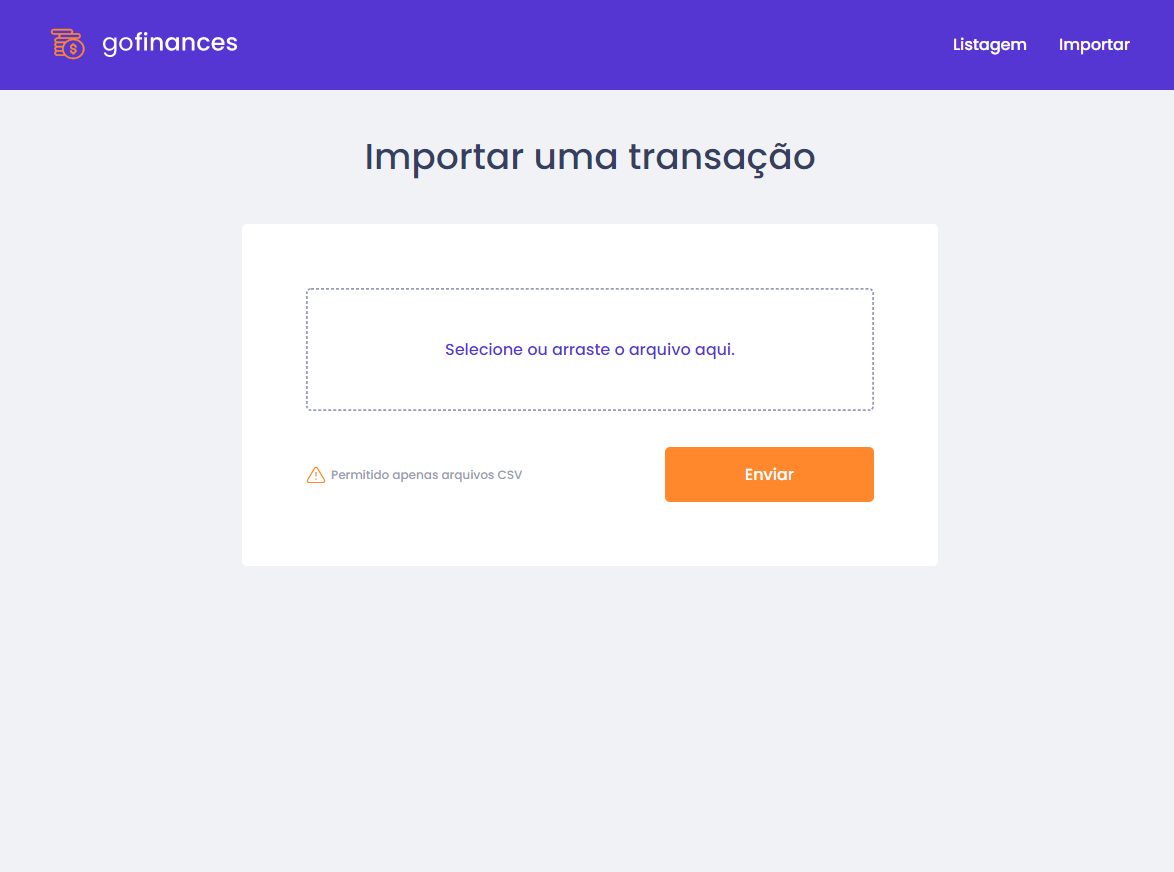 gofinances
Listagem
Importar
Importar uma transação
Selecione ou arraste o arquivo aqui.
Permitido apenas arquivos CSV
Enviar